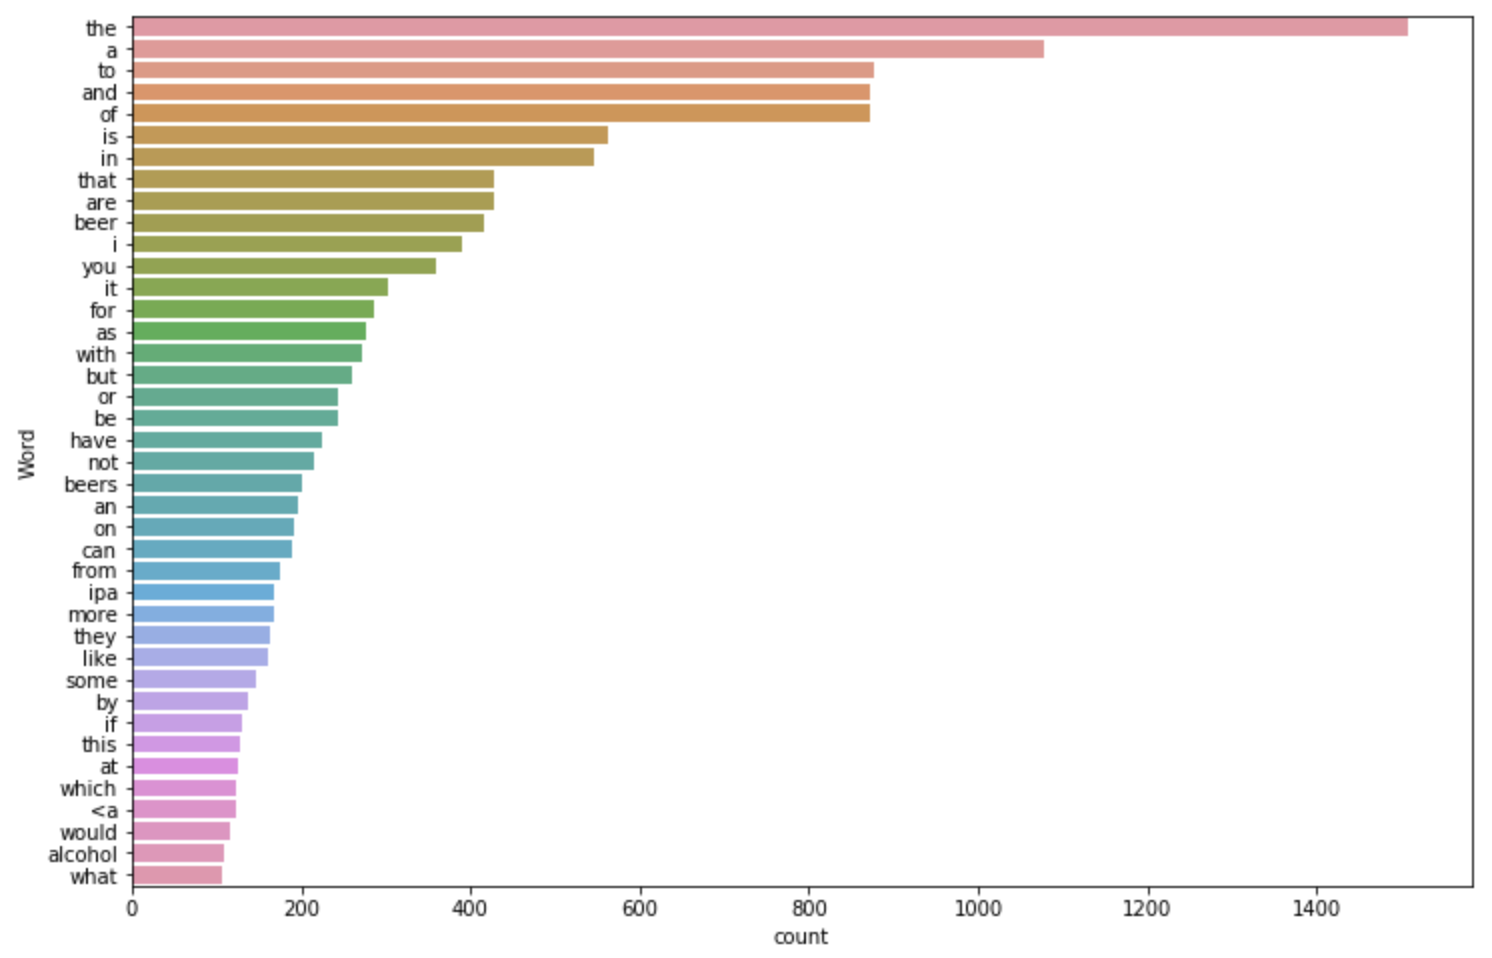 the
a
to
and
of
is
in
that
are
beer
i
you
it
for
as
with
but
or
be
have
not
beers
an
on
can
from
ipa
more
they
like
some
by
if
this
at
which
<a
would
alcohol
what
Word
0 200 400 600 800 1000 1200 1400
count